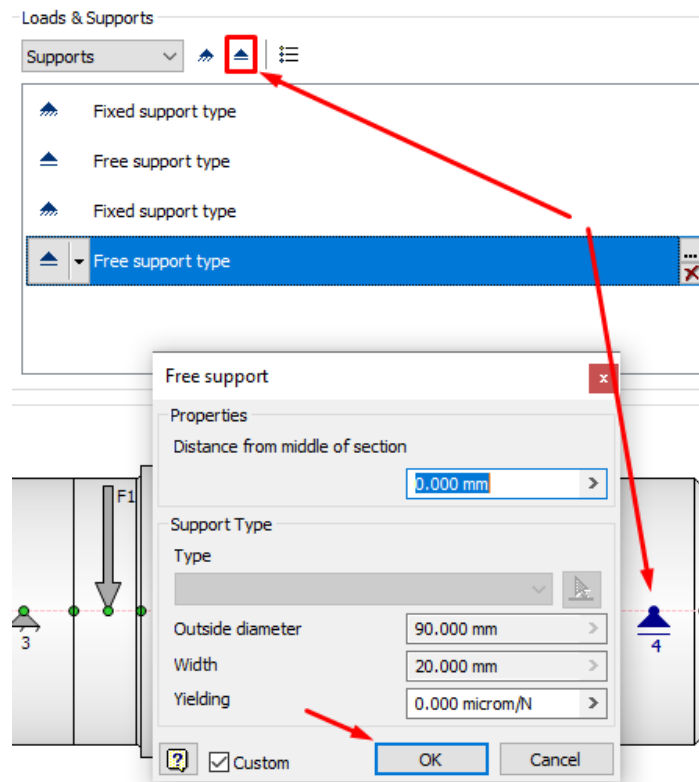 Loads & Supports
Supports
Fixed support type
Free support type
Fixed support type
Free support type
...
Free support
x
Properties
Distance from middle of section
0.000 mm >
F1
Support Type
Type
Outside diameter 90.000 mm >
3
4
Width 20.000 mm >
Yielding 0.000 microm/N >
? Custom OK Cancel